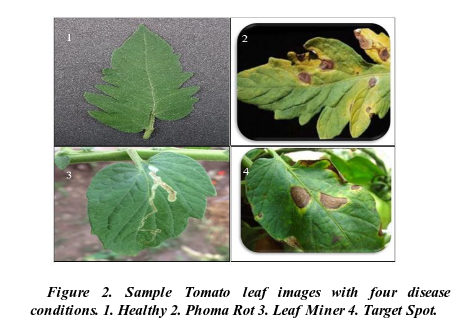 1
2
3
4
Figure 2. Sample Tomato leaf images with four disease
conditions. 1. Healthy 2. Phoma Rot 3. Leaf Miner 4. Target Spot.